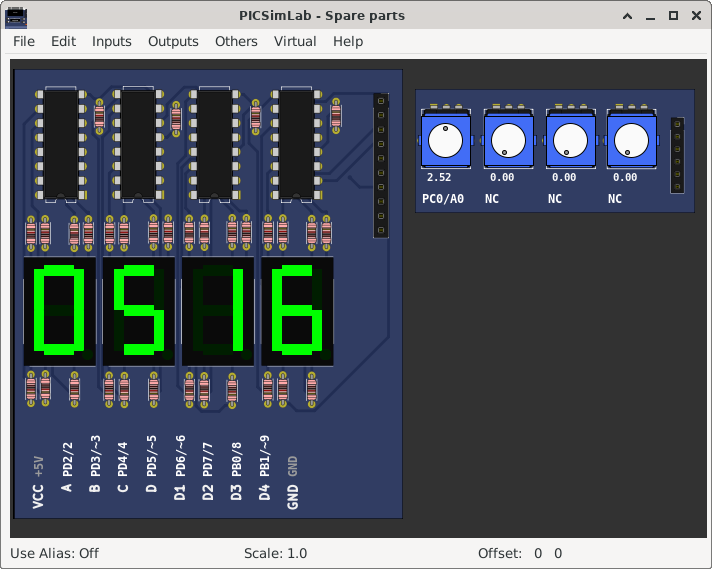 PICSimLab - Spare parts
File Edit Inputs Outputs Others Virtual Help
2.52 0.00 0.00 0.00
PC0/A0 NC NC NC
0516
VCC +5V
A PD2/2
B PD3/~3
C PD4/4
D PD5/~5
D1 PD6/~6
D2 PD7/7
D3 PB0/8
D4 PB1/~9
GND GND
Use Alias: Off Scale: 1.0 Offset: 0 0